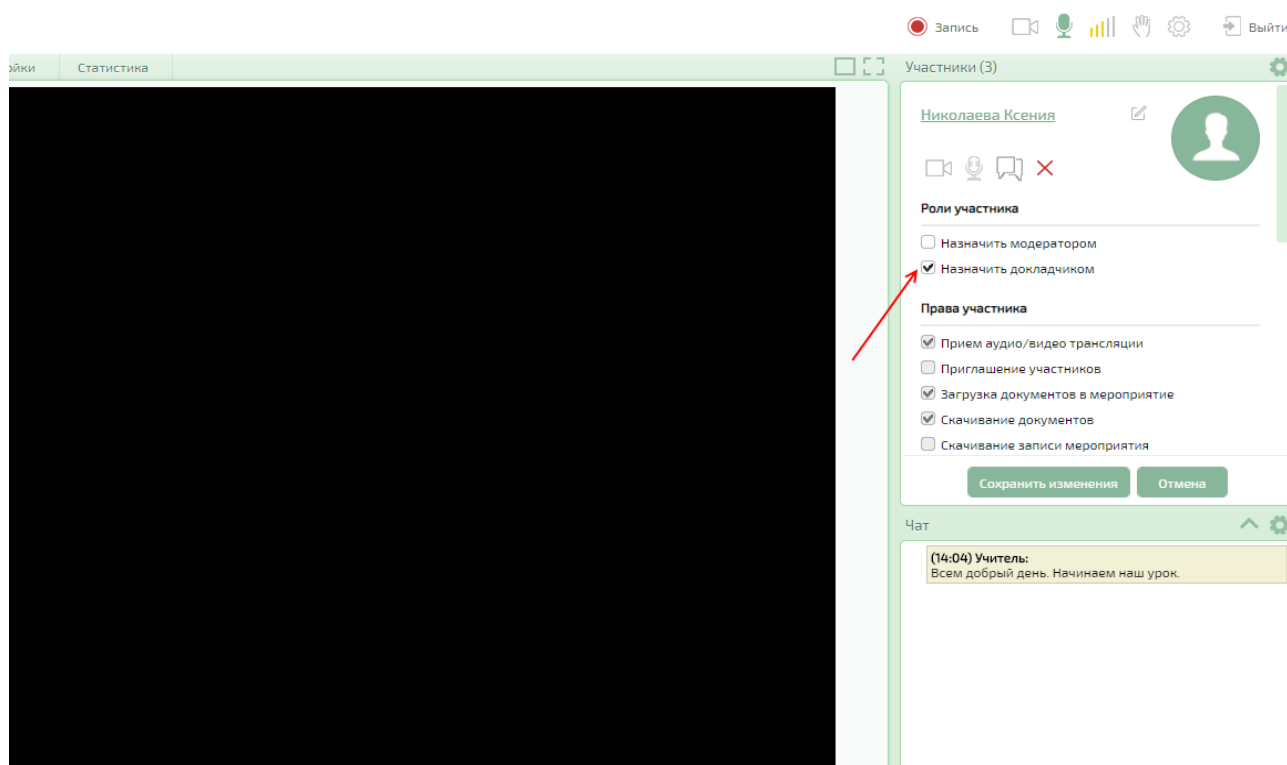 Запись
Выйти
Статистика
Участники (3)
Николаева Ксения
Роли участника
Назначить модератором
Назначить докладчиком
Права участника
Прием аудио/видео трансляции
Приглашение участников
Загрузка документов в мероприятие
Скачивание документов
Скачивание записи мероприятия
Сохранить изменения Отмена
Чат
(14:04) Учитель:
Всем добрый день. Начинаем наш урок.